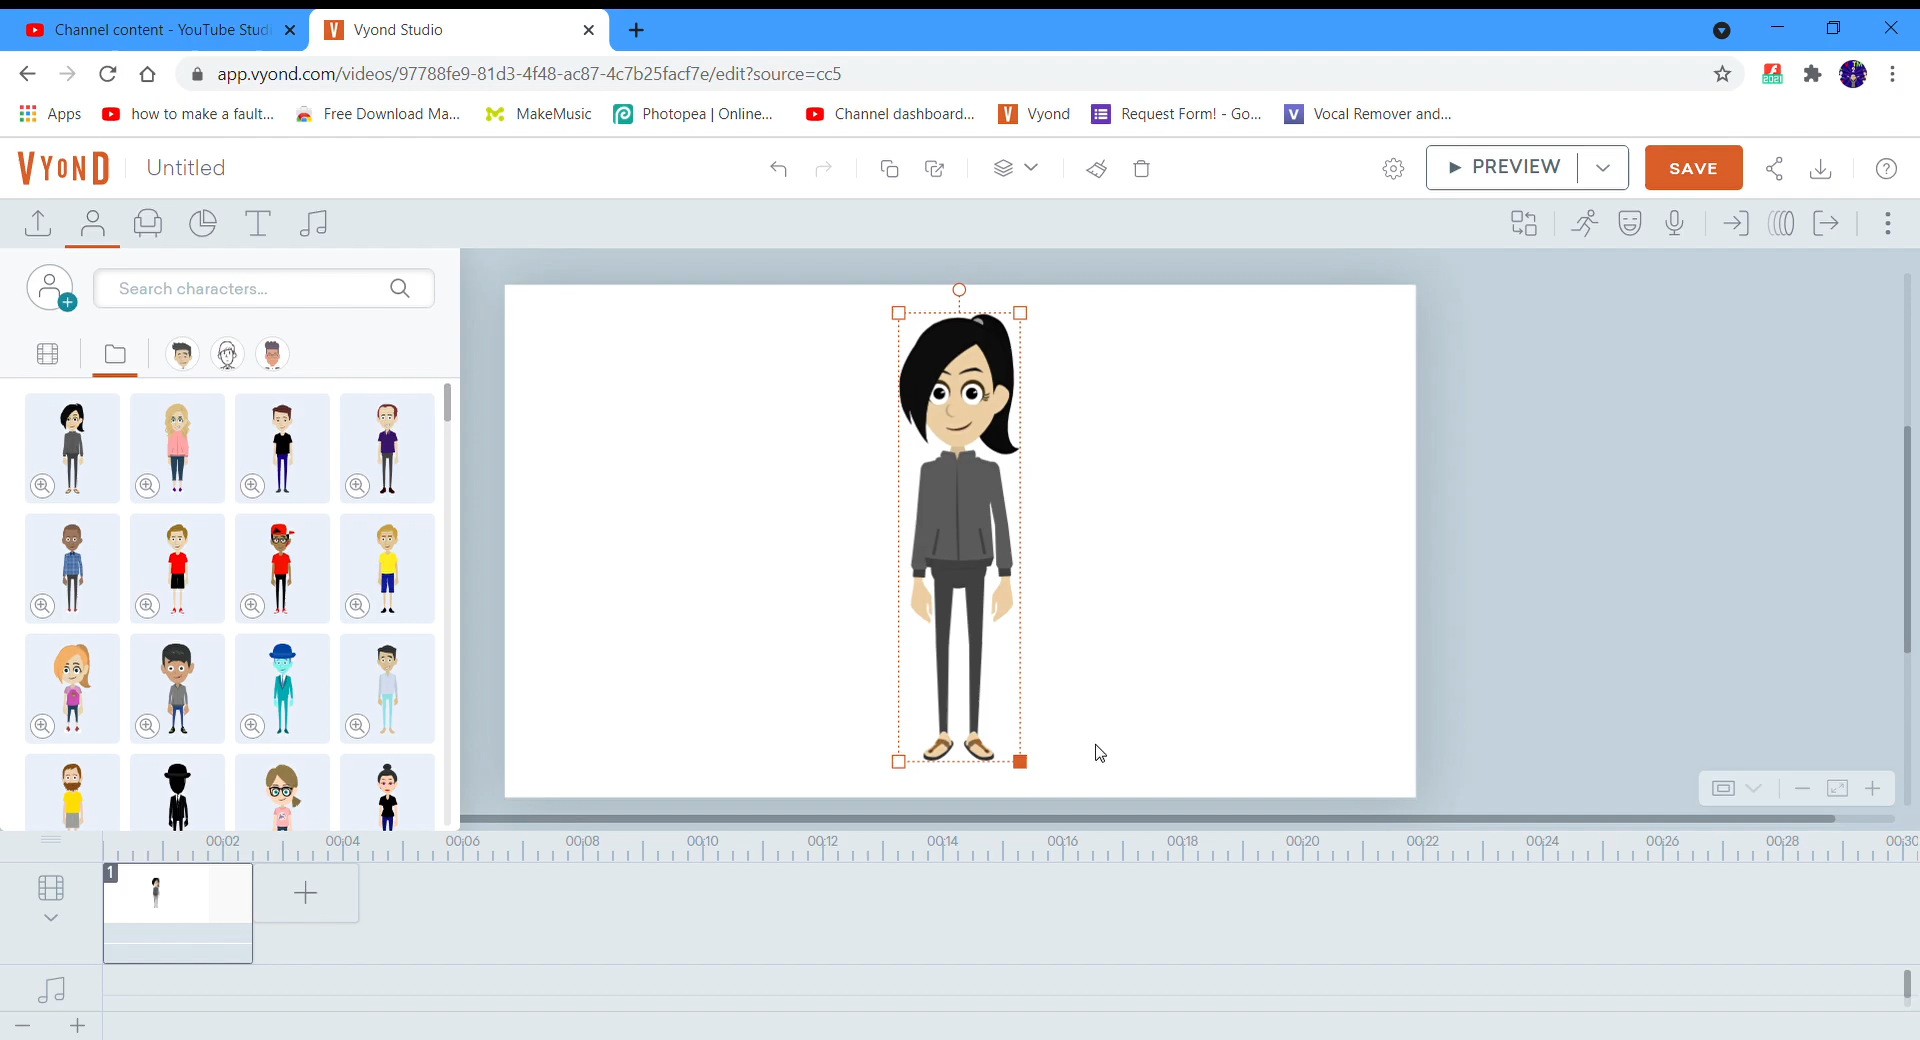 Channel content - YouTube Stud
Vyond Studio
app.vyond.com/videos/97788fe9-81d3-4f48-ac87-4c7b25facf7e/edit?source=cc5
2021
Apps
how to make a fault...
Free Download Ma...
MakeMusic
Photopea | Online...
Channel dashboard...
Vyond
Request Form! - Go...
Vocal Remover and...
VYOND
Untitled
PREVIEW
SAVE
Search characters...
00:02
00:04
00:06
00:08
00:10
00:12
00:14
00:16
00:18
00:20
00:22
00:24
00:26
00:28
00:30
1